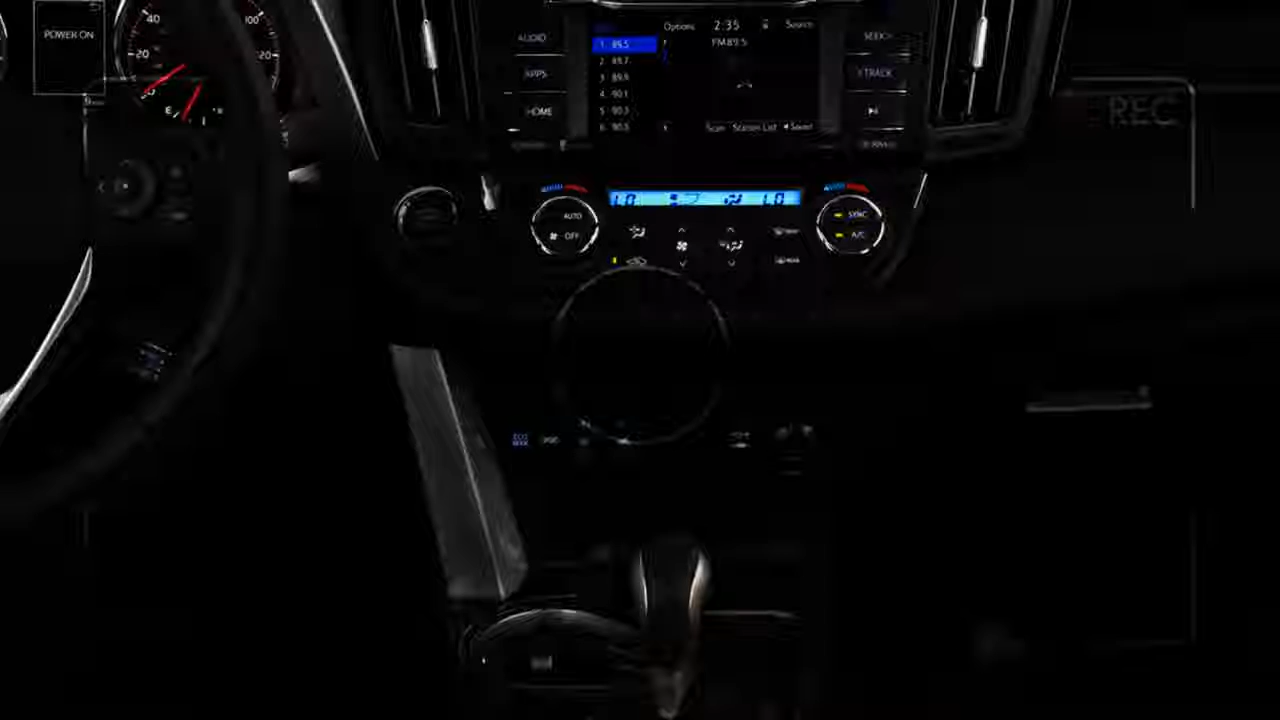 POWER ON
40
20
100
120
E
AUDIO
APPS
HOME
Options
2:35
Source
1 89.5
FM 89.5
2 89.7
3 89.9
4 90.1
5 90.3
6 90.5
Scan
Station List
Saved
SEEK
TRACK
REC
LO
LO
AUTO
OFF
SYNC
A/C
ECO
MODE